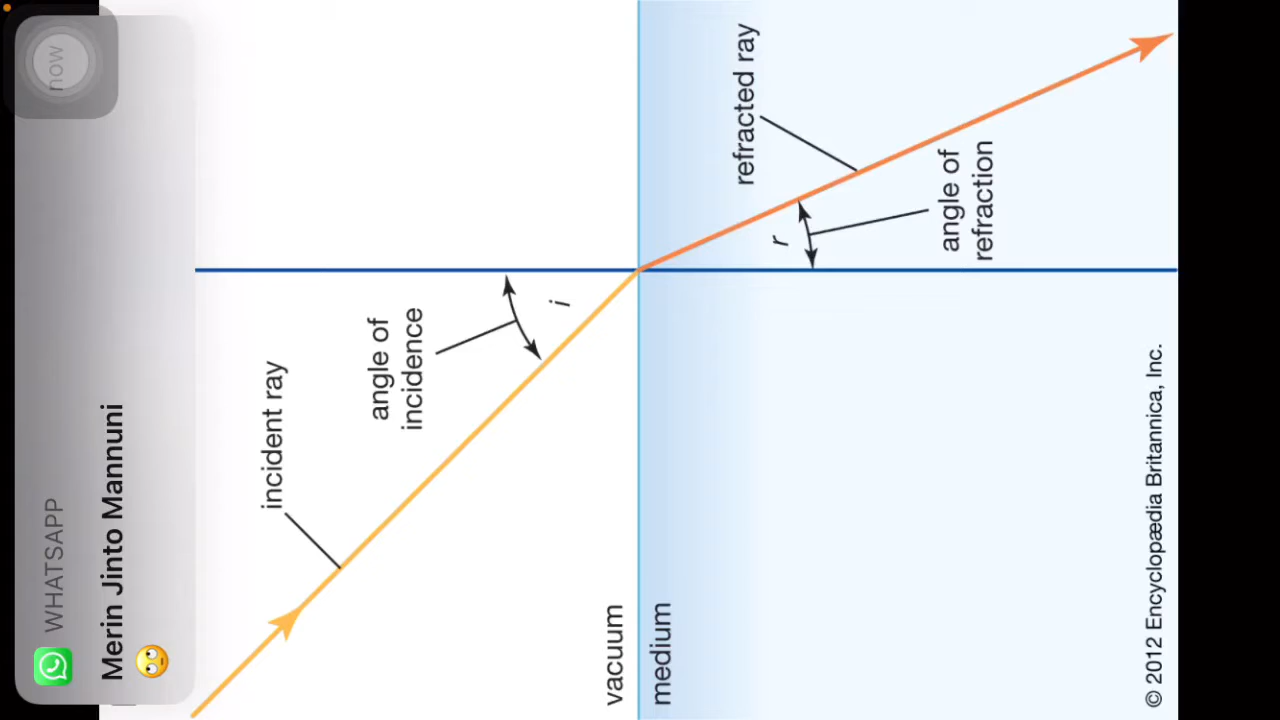 now
WHATSAPP
Merin Jinto Mannuni
🙄
incident ray
angle of
incidence
i
vacuum
medium
refracted ray
r
angle of
refraction
© 2012 Encyclopædia Britannica, Inc.